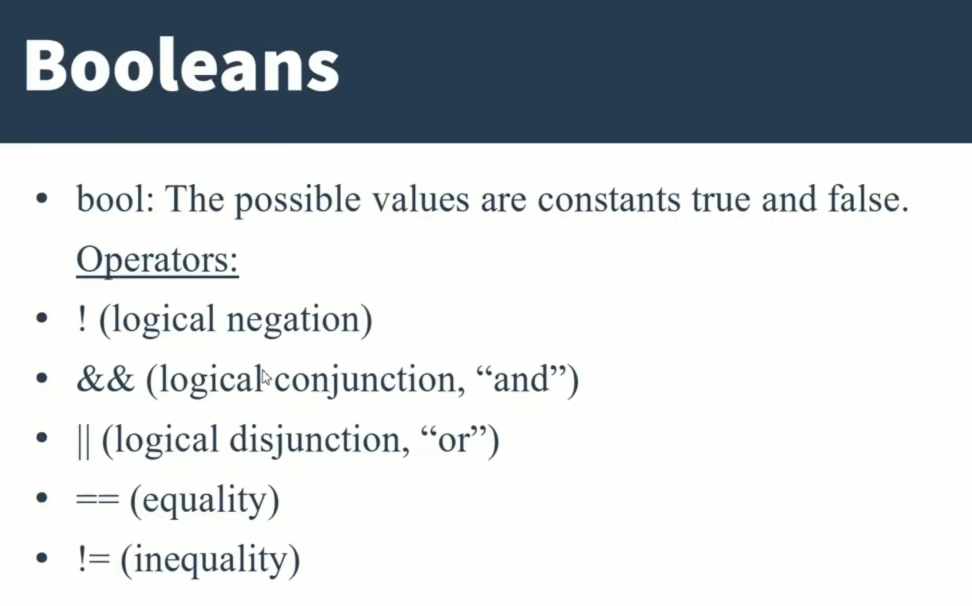 Booleans
• bool: The possible values are constants true and false.
Operators:
• ! (logical negation)
• && (logical conjunction, “and”)
• || (logical disjunction, “or”)
• == (equality)
• != (inequality)